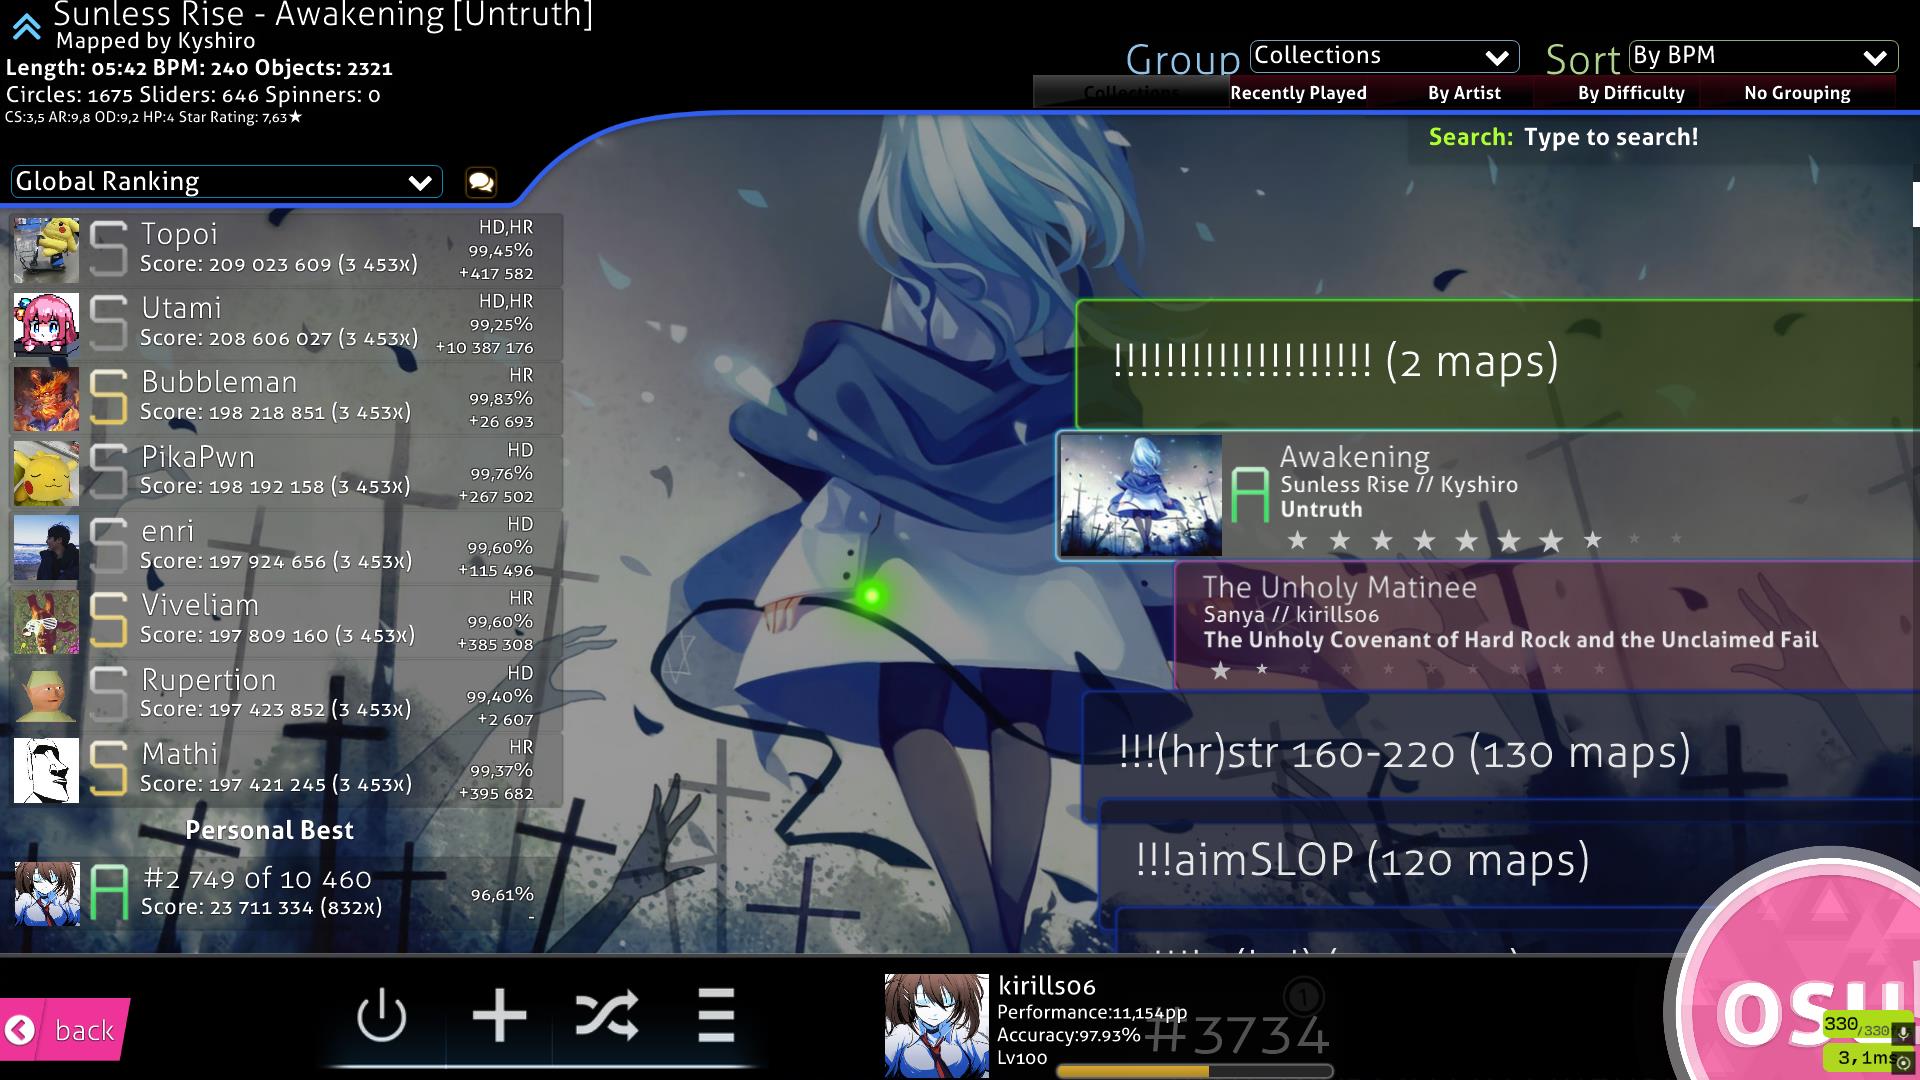 Sunless Rise - Awakening [Untruth]
Mapped by Kyshiro
Length: 05:42 BPM: 240 Objects: 2321
Circles: 1675 Sliders: 646 Spinners: 0
CS:3,5 AR:9,8 OD:9,2 HP:4 Star Rating: 7,63★
Group Collections Sort By BPM
Collections Recently Played By Artist By Difficulty No Grouping
Search: Type to search!
Global Ranking
Topoi HD,HR
99,45%
Score: 209 023 609 (3 453x) +417 582
Utami HD,HR
99,25%
Score: 208 606 027 (3 453x) +10 387 176
Bubbleman HR
99,83%
Score: 198 218 851 (3 453x) +26 693
PikaPwn HD
99,76%
Score: 198 192 158 (3 453x) +267 502
enri HD
99,60%
Score: 197 924 656 (3 453x) +115 496
Viveliam HR
99,60%
Score: 197 809 160 (3 453x) +385 308
Rupertion HD
99,40%
Score: 197 423 852 (3 453x) +2 607
Mathi HR
99,37%
Score: 197 421 245 (3 453x) +395 682
Personal Best
#2 749 of 10 460
96,61%
Score: 23 711 334 (832x) -
!!!!!!!!!!!!!!!!!!!! (2 maps)
Awakening
Sunless Rise // Kyshiro
Untruth
The Unholy Matinee
Sanya // kirills06
The Unholy Covenant of Hard Rock and the Unclaimed Fail
!!!(hr)str 160-220 (130 maps)
!!!aimSLOP (120 maps)
back
kirills06
Performance:11,154pp
Accuracy:97.93%
Lv100
#3734
1
osu
330/330
3,1ms